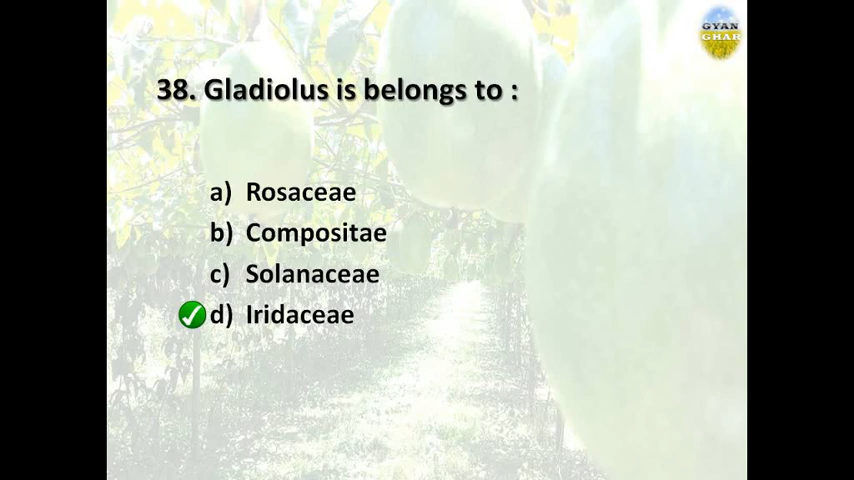 GYAN
GHAR
38. Gladiolus is belongs to :
a) Rosaceae
b) Compositae
c) Solanaceae
d) Iridaceae